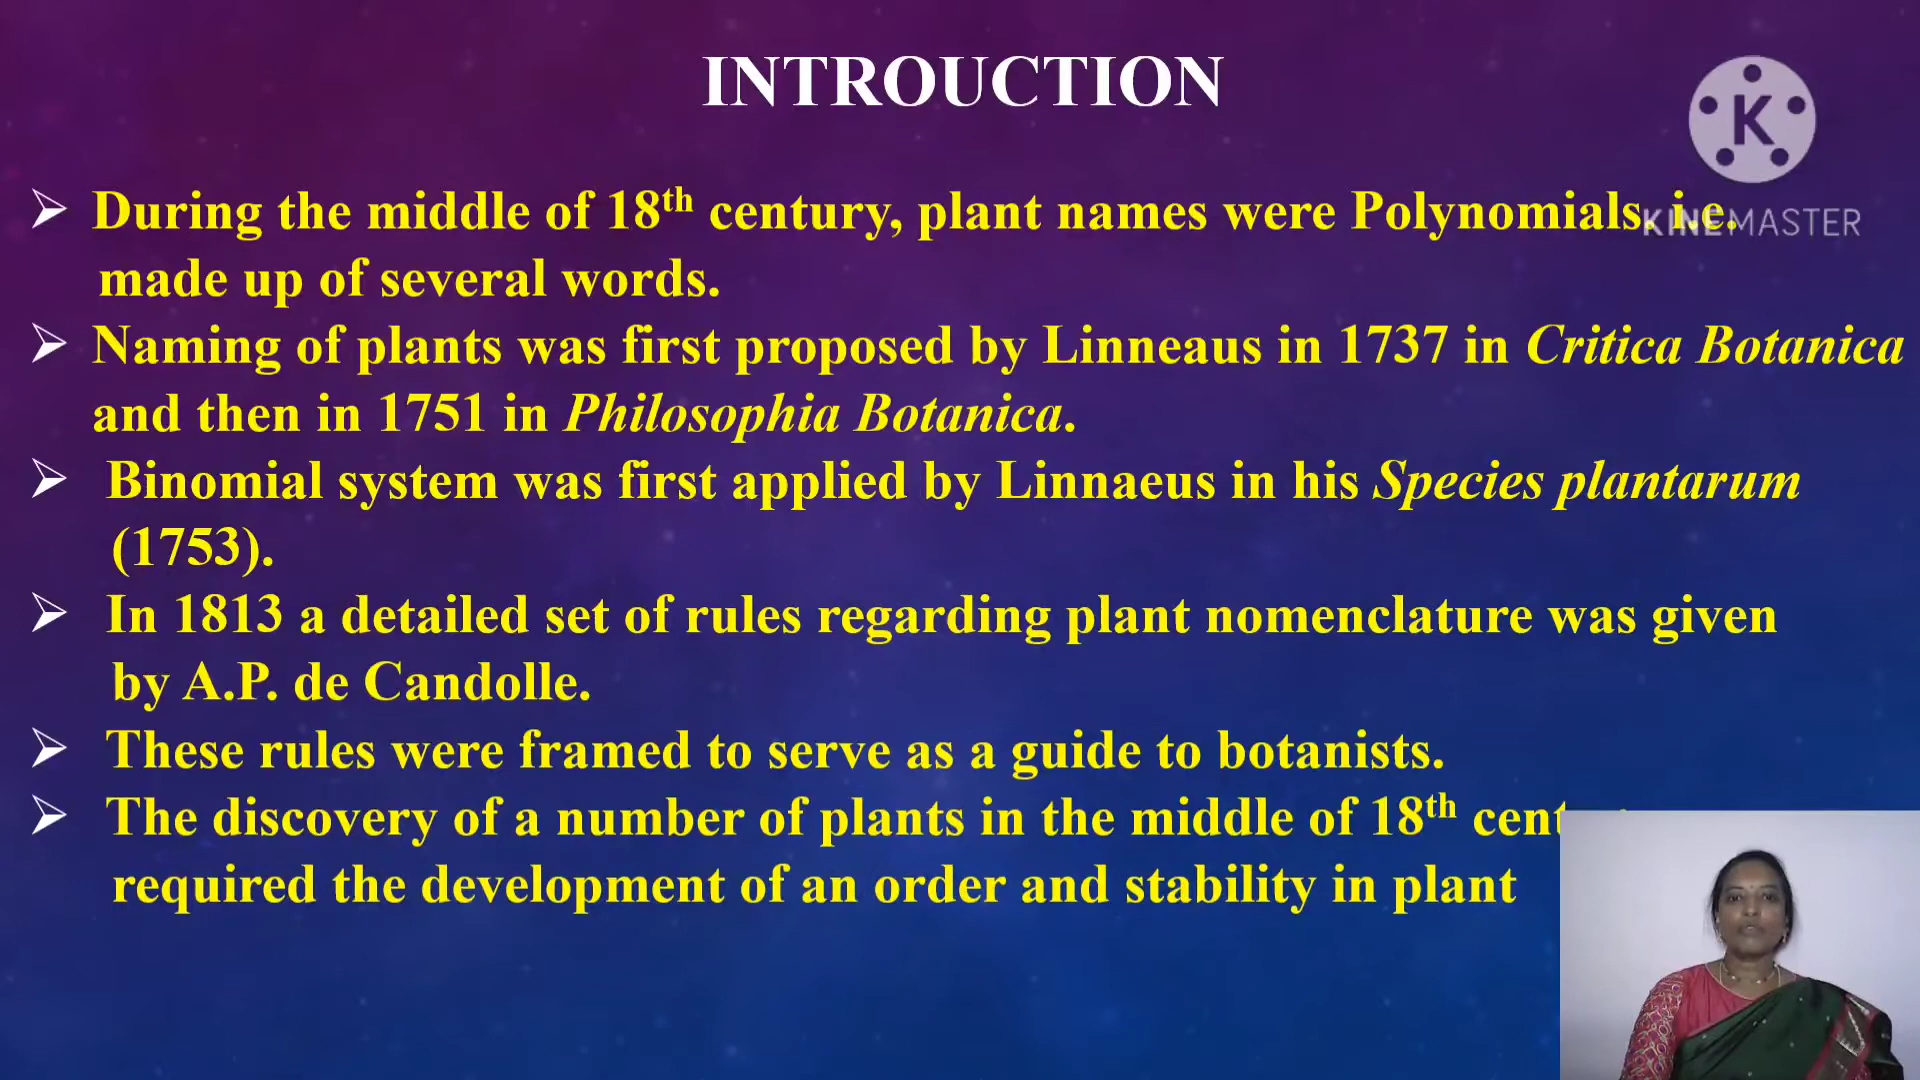 INTROUCTION
K
KINEMASTER
➢ During the middle of 18th century, plant names were Polynomials, i.e.
made up of several words.
➢ Naming of plants was first proposed by Linneaus in 1737 in Critica Botanica
and then in 1751 in Philosophia Botanica.
➢ Binomial system was first applied by Linnaeus in his Species plantarum
(1753).
➢ In 1813 a detailed set of rules regarding plant nomenclature was given
by A.P. de Candolle.
➢ These rules were framed to serve as a guide to botanists.
➢ The discovery of a number of plants in the middle of 18th
required the development of an order and stability in plant